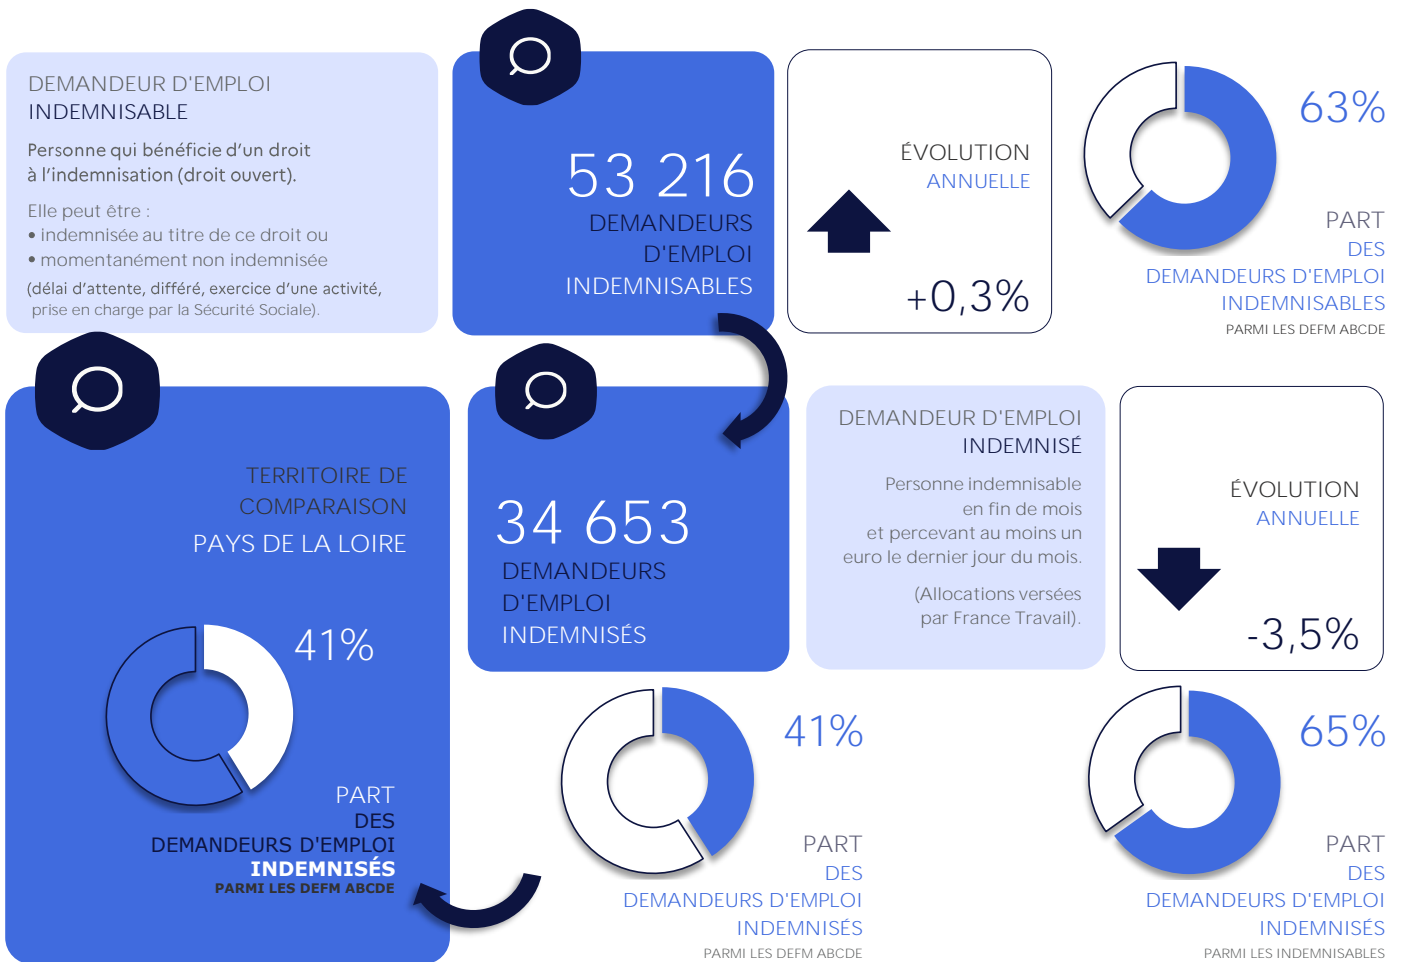 DEMANDEUR D'EMPLOI
INDEMNISABLE
Personne qui bénéficie d'un droit
à l'indemnisation (droit ouvert).
Elle peut être :
• indemnisée au titre de ce droit ou
• momentanément non indemnisée
(délai d'attente, différé, exercice d'une activité,
prise en charge par la Sécurité Sociale).
53 216
DEMANDEURS
D'EMPLOI
INDEMNISABLES
ÉVOLUTION
ANNUELLE
+0,3%
63%
PART
DES
DEMANDEURS D'EMPLOI
INDEMNISABLES
PARMI LES DEFM ABCDE
TERRITOIRE DE
COMPARAISON
PAYS DE LA LOIRE
41%
PART
DES
DEMANDEURS D'EMPLOI
INDEMNISÉS
PARMI LES DEFM ABCDE
34 653
DEMANDEURS
D'EMPLOI
INDEMNISÉS
DEMANDEUR D'EMPLOI
INDEMNISÉ
Personne indemnisable
en fin de mois
et percevant au moins un
euro le dernier jour du mois.
(Allocations versées
par France Travail).
ÉVOLUTION
ANNUELLE
-3,5%
41%
PART
DES
DEMANDEURS D'EMPLOI
INDEMNISÉS
PARMI LES DEFM ABCDE
65%
PART
DES
DEMANDEURS D'EMPLOI
INDEMNISÉS
PARMI LES INDEMNISABLES